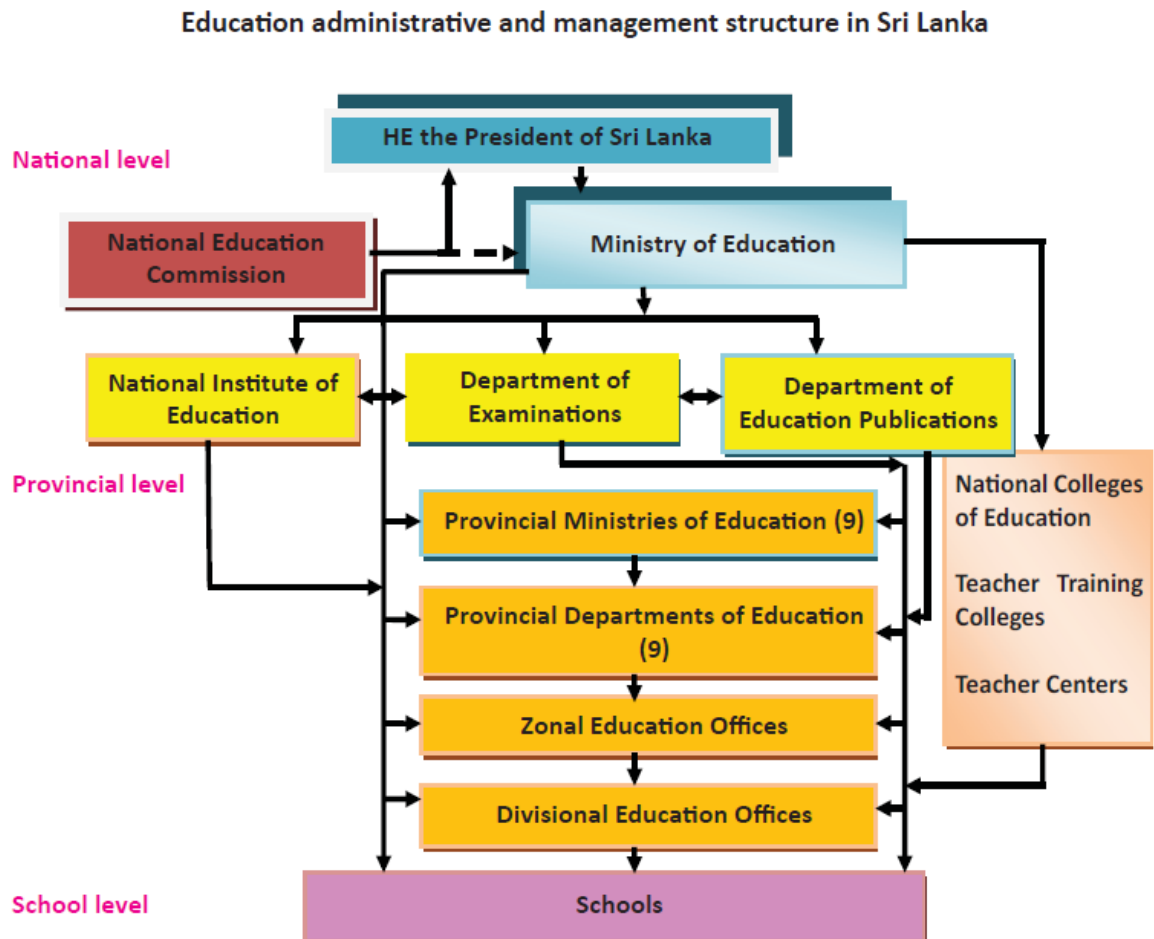 Education administrative and management structure in Sri Lanka
HE the President of Sri Lanka
National level
National Education
Commission
Ministry of Education
National Institute of
Education
Department of
Examinations
Department of
Education Publications
Provincial level
National Colleges
of Education
Teacher Training
Colleges
Teacher Centers
Provincial Ministries of Education (9)
Provincial Departments of Education
(9)
Zonal Education Offices
Divisional Education Offices
School level
Schools